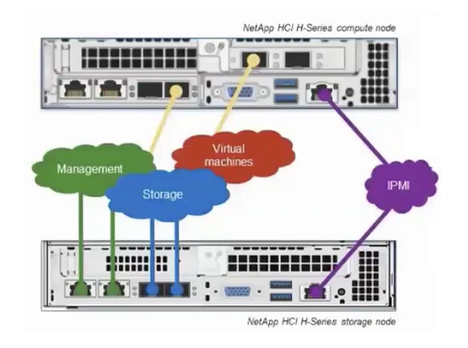 NetApp HCI H-Series compute node
Management
Virtual
machines
Storage
IPMI
NetApp HCI H-Series storage node